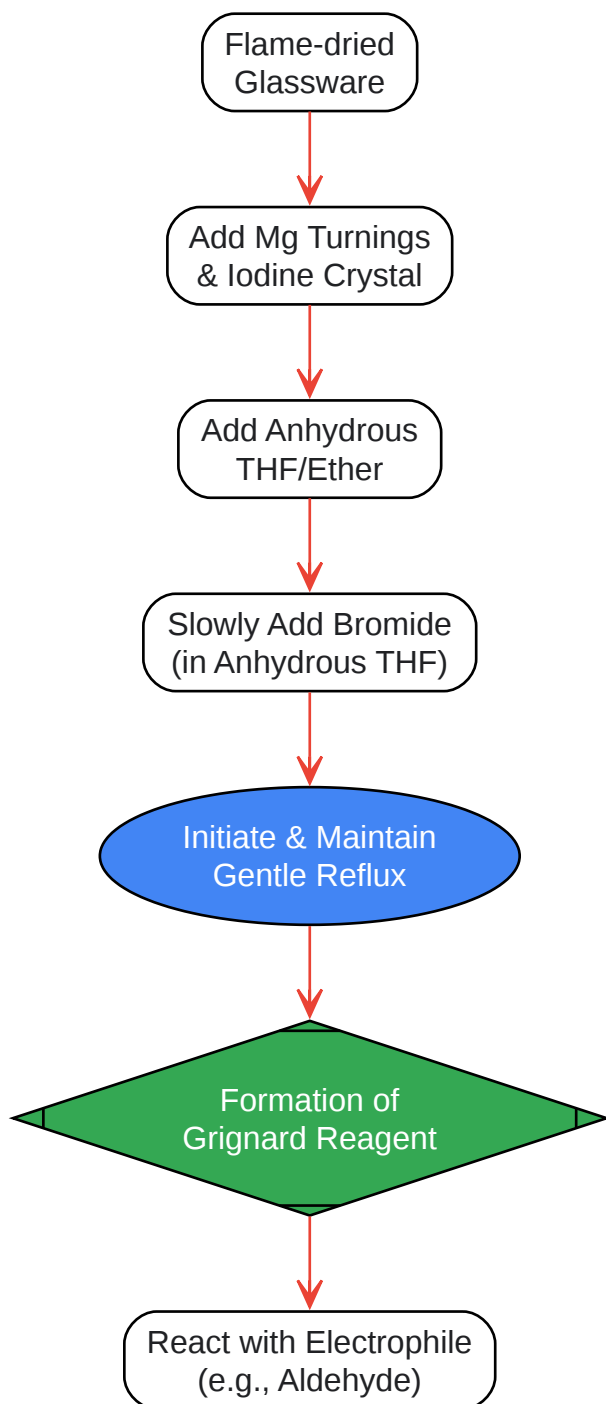 Flame-dried
Glassware
Add Mg Turnings
& Iodine Crystal
Add Anhydrous
THF/Ether
Slowly Add Bromide
(in Anhydrous THF)
Initiate & Maintain
Gentle Reflux
Formation of
Grignard Reagent
React with Electrophile
(e.g., Aldehyde)